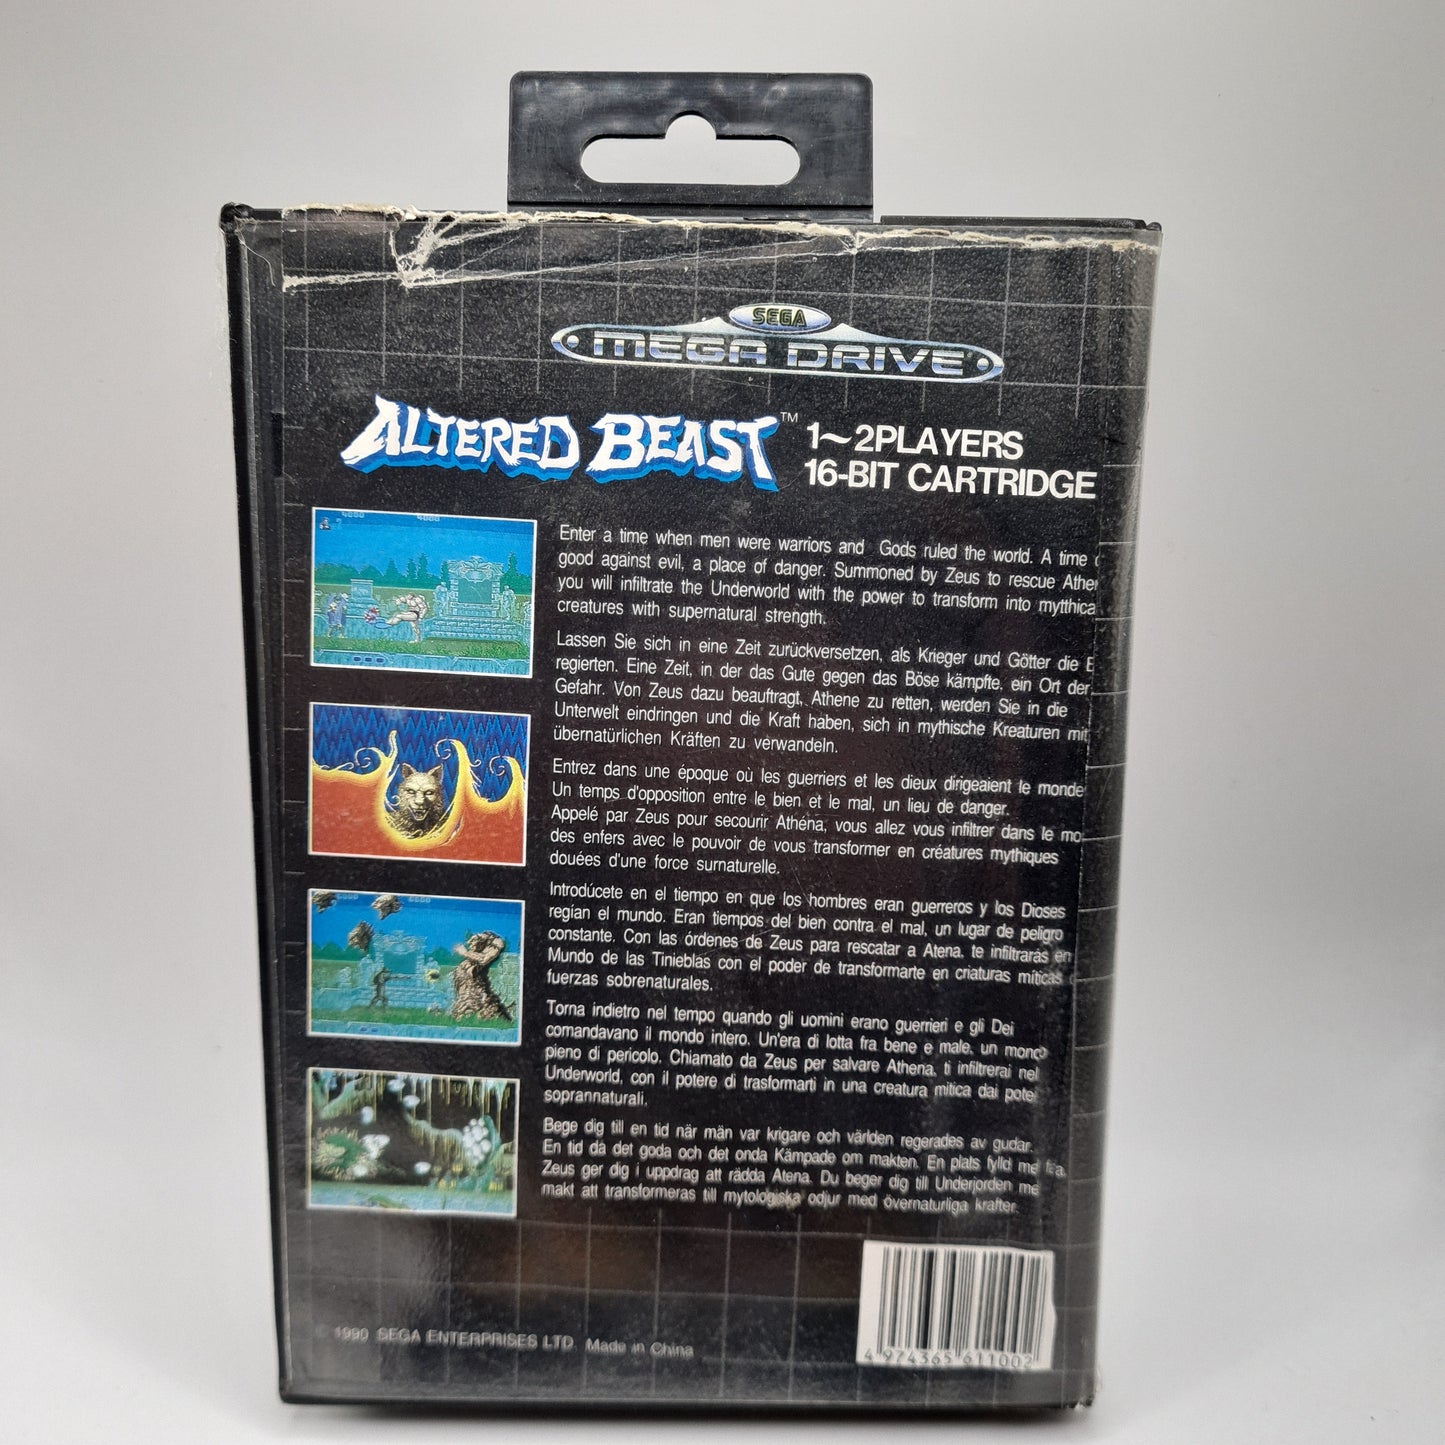 SEGA
MEGA DRIVE
ALTERED BEAST™
1~2PLAYERS
16-BIT CARTRIDGE
Enter a time when men were warriors and Gods ruled the world. A time
good against evil, a place of danger. Summoned by Zeus to rescue Athe
you will infiltrate the Underworld with the power to transform into mythica
creatures with supernatural strength.
Lassen Sie sich in eine Zeit zurückversetzen, als Krieger und Götter die E
regierten. Eine Zeit, in der das Gute gegen das Böse kämpfte, ein Ort der
Gefahr. Von Zeus dazu beauftragt, Athene zu retten, werden Sie in die
Unterwelt eindringen und die Kraft haben, sich in mythische Kreaturen mit
übernatürlichen Kräften zu verwandeln.
Entrez dans une époque où les guerriers et les dieux dirigeaient le monde
Un temps d'opposition entre le bien et le mal, un lieu de danger.
Appelé par Zeus pour secourir Athéna, vous allez vous infiltrer dans le mo
des enfers avec le pouvoir de vous transformer en créatures mythiques
douées d'une force surnaturelle.
Introdúcete en el tiempo en que los hombres eran guerreros y los Dioses
regían el mundo. Eran tiempos del bien contra el mal, un lugar de peligro
constante. Con las órdenes de Zeus para rescatar a Atena, te infiltrarás en
Mundo de las Tinieblas con el poder de transformarte en criaturas míticas
fuerzas sobrenaturales.
Torna indietro nel tempo quando gli uomini erano guerrieri e gli Dei
comandavano il mondo intero. Un'era di lotta fra bene e male, un mondo
pieno di pericolo. Chiamato da Zeus per salvare Athena, ti infiltrerai nel
Underworld, con il potere di trasformarti in una creatura mitica dai pote
soprannaturali.
Bege dig till en tid när män var krigare och världen regerades av gudar.
En tid då det goda och det onda Kämpade om makten. En plats fylld me
Zeus ger dig i uppdrag att rädda Atena. Du beger dig till Underjorden me
makt att transformeras till mytologiska odjur med övernaturliga krafter.
1990 SEGA ENTERPRISES LTD. Made in China
4 974365 611002